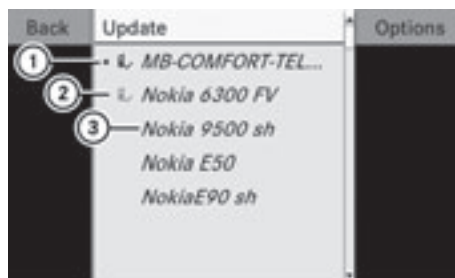 Back Update Options
① MB-COMFORT-TEL...
② Nokia 6300 FV
③ Nokia 9500 sh
Nokia E50
NokiaE90 sh